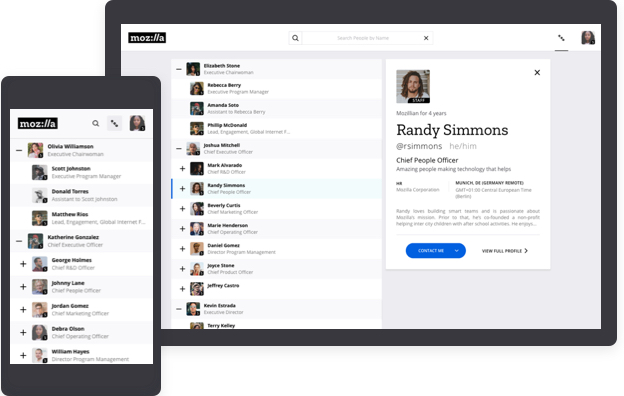 moz://a
Search People by Name
Elizabeth Stone
Executive Chairwoman
Rebecca Berry
Executive Program Manager
Amanda Soto
Assistant to Rebecca Berry
Phillip McDonald
Lead, Engagement, Global Internet F...
Joshua Mitchell
Chief Executive Officer
Mark Alvarado
Chief R&D Officer
Randy Simmons
Chief People Officer
Beverly Curtis
Chief Marketing Officer
Marie Henderson
Chief Operating Officer
Daniel Gomez
Director Program Management
Joyce Stone
Chief Product Officer
Jeffrey Castro
Kevin Estrada
Executive Director
Terry Kelley
STAFF
Mozillian for 4 years
Randy Simmons
@rsimmons he/him
Chief People Officer
Amazing people making technology that helps
HR
Mozilla Corporation
MUNICH, DE (GERMANY REMOTE)
GMT+01:00 Central European Time
(Berlin)
Randy loves building smart teams and is passionate about
Mozilla's mission. Prior to that, he's co-founded a non-profit
helping inner city children with after school activities. He enjoys...
CONTACT ME
VIEW FULL PROFILE
moz://a
Olivia Williamson
Executive Chairwoman
Scott Johnston
Executive Program Manager
Donald Torres
Assistant to Scott Johnston
Matthew Rios
Lead, Engagement, Global Internet F...
Katherine Gonzalez
Chief Executive Officer
George Holmes
Chief R&D Officer
Johnny Lane
Chief People Officer
Jordan Gomez
Chief Marketing Officer
Debra Olson
Chief Operating Officer
William Hayes
Director Program Management